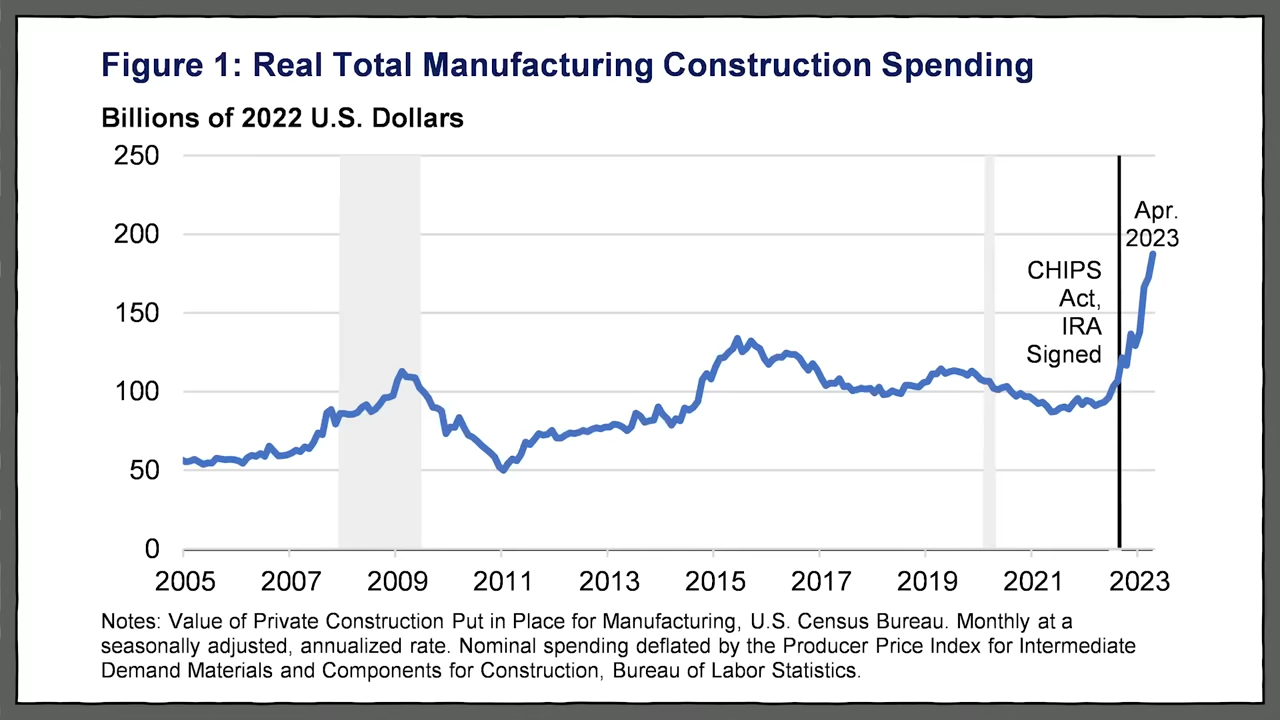 Figure 1: Real Total Manufacturing Construction Spending
Billions of 2022 U.S. Dollars
250
200
150
100
50
0
Apr.
2023
CHIPS
Act,
IRA
Signed
2005 2007 2009 2011 2013 2015 2017 2019 2021 2023
Notes: Value of Private Construction Put in Place for Manufacturing, U.S. Census Bureau. Monthly at a
seasonally adjusted, annualized rate. Nominal spending deflated by the Producer Price Index for Intermediate
Demand Materials and Components for Construction, Bureau of Labor Statistics.